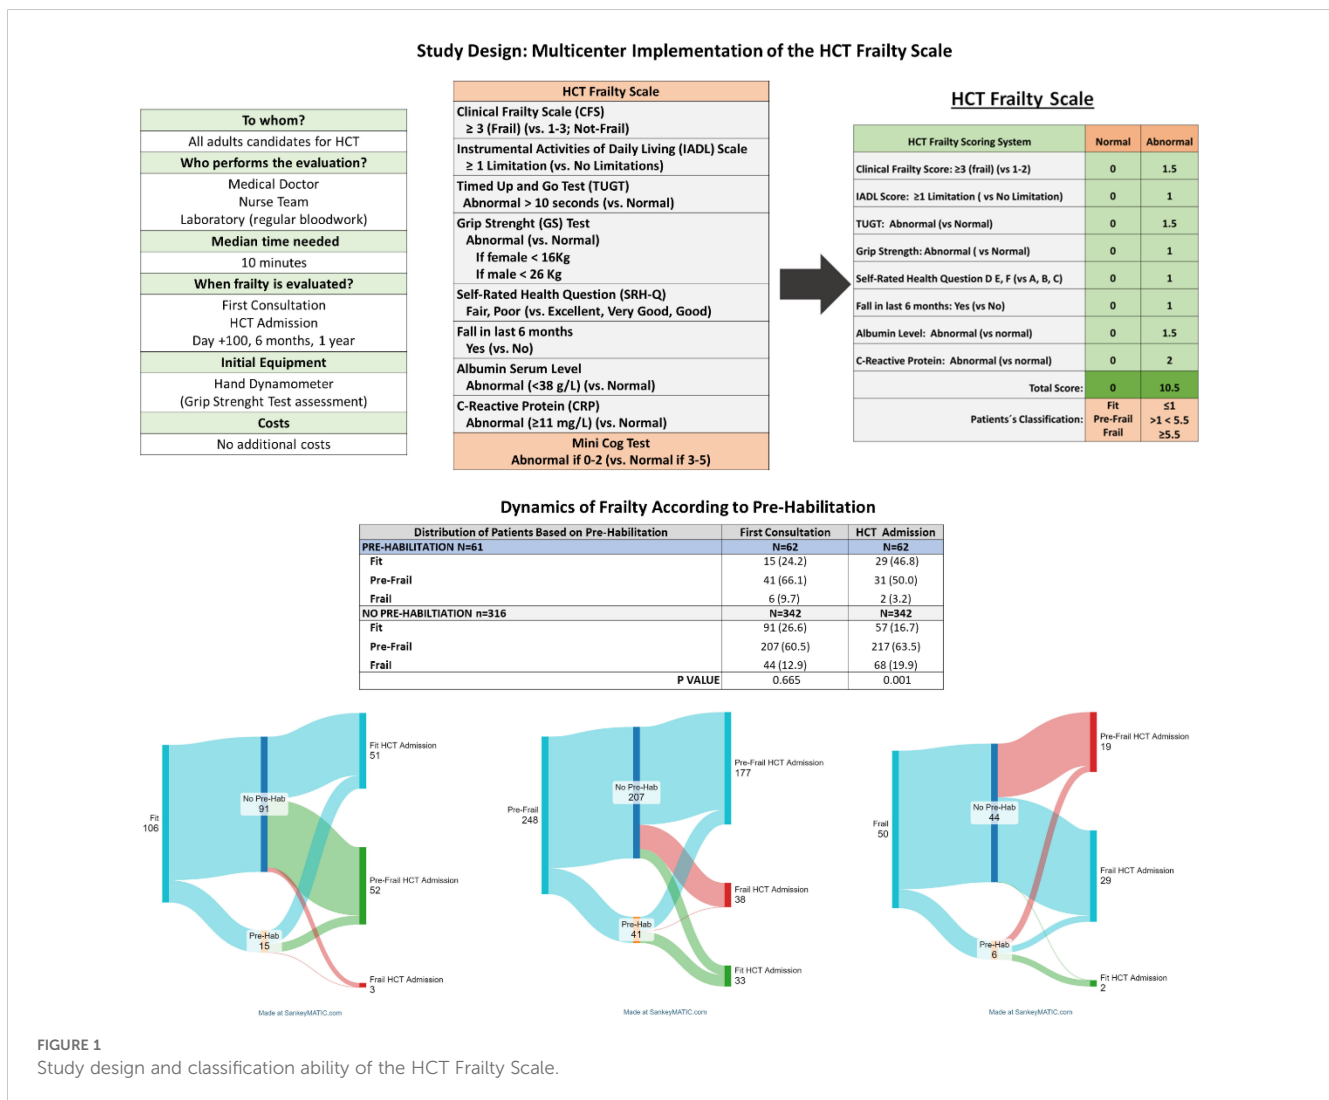 Study Design: Multicenter Implementation of the HCT Frailty Scale
To whom?
All adults candidates for HCT
Who performs the evaluation?
Medical Doctor
Nurse Team
Laboratory (regular bloodwork)
Median time needed
10 minutes
When frailty is evaluated?
First Consultation
HCT Admission
Day +100, 6 months, 1 year
Initial Equipment
Hand Dynamometer
(Grip Strenght Test assessment)
Costs
No additional costs
HCT Frailty Scale
Clinical Frailty Scale (CFS)
≥ 3 (Frail) (vs. 1-3; Not-Frail)
Instrumental Activities of Daily Living (IADL) Scale
≥ 1 Limitation (vs. No Limitations)
Timed Up and Go Test (TUGT)
Abnormal > 10 seconds (vs. Normal)
Grip Strenght (GS) Test
Abnormal (vs. Normal)
If female < 16Kg
If male < 26 Kg
Self-Rated Health Question (SRH-Q)
Fair, Poor (vs. Excellent, Very Good, Good)
Fall in last 6 months
Yes (vs. No)
Albumin Serum Level
Abnormal (<38 g/L) (vs. Normal)
C-Reactive Protein (CRP)
Abnormal (≥11 mg/L) (vs. Normal)
Mini Cog Test
Abnormal if 0-2 (vs. Normal if 3-5)
HCT Frailty Scale
HCT Frailty Scoring System Normal Abnormal
Clinical Frailty Score: ≥3 (frail) (vs 1-2) 0 1.5
IADL Score: ≥1 Limitation ( vs No Limitation) 0 1
TUGT: Abnormal (vs Normal) 0 1.5
Grip Strength: Abnormal ( vs Normal) 0 1
Self-Rated Health Question D E, F (vs A, B, C) 0 1
Fall in last 6 months: Yes (vs No) 0 1
Albumin Level: Abnormal (vs normal) 0 1.5
C-Reactive Protein: Abnormal (vs normal) 0 2
Total Score: 0 10.5
Patients´s Classification:
Fit ≤1
Pre-Frail >1 < 5.5
Frail ≥5.5
Dynamics of Frailty According to Pre-Habilitation
Distribution of Patients Based on Pre-Habilitation First Consultation HCT Admission
PRE-HABILITATION N=61 N=62 N=62
Fit 15 (24.2) 29 (46.8)
Pre-Frail 41 (66.1) 31 (50.0)
Frail 6 (9.7) 2 (3.2)
NO PRE-HABILTIATION n=316 N=342 N=342
Fit 91 (26.6) 57 (16.7)
Pre-Frail 207 (60.5) 217 (63.5)
Frail 44 (12.9) 68 (19.9)
P VALUE 0.665 0.001
Fit
106
No Pre-Hab
91
Pre-Hab
15
Fit HCT Admission
51
Pre-Frail HCT Admission
52
Frail HCT Admission
3
Made at SankeyMATIC.com
Pre-Frail
248
No Pre-Hab
207
Pre-Hab
41
Pre-Frail HCT Admission
177
Frail HCT Admission
38
Fit HCT Admission
33
Made at SankeyMATIC.com
Frail
50
No Pre-Hab
44
Pre-Hab
6
Pre-Frail HCT Admission
19
Frail HCT Admission
29
Fit HCT Admission
2
Made at SankeyMATIC.com
FIGURE 1
Study design and classification ability of the HCT Frailty Scale.